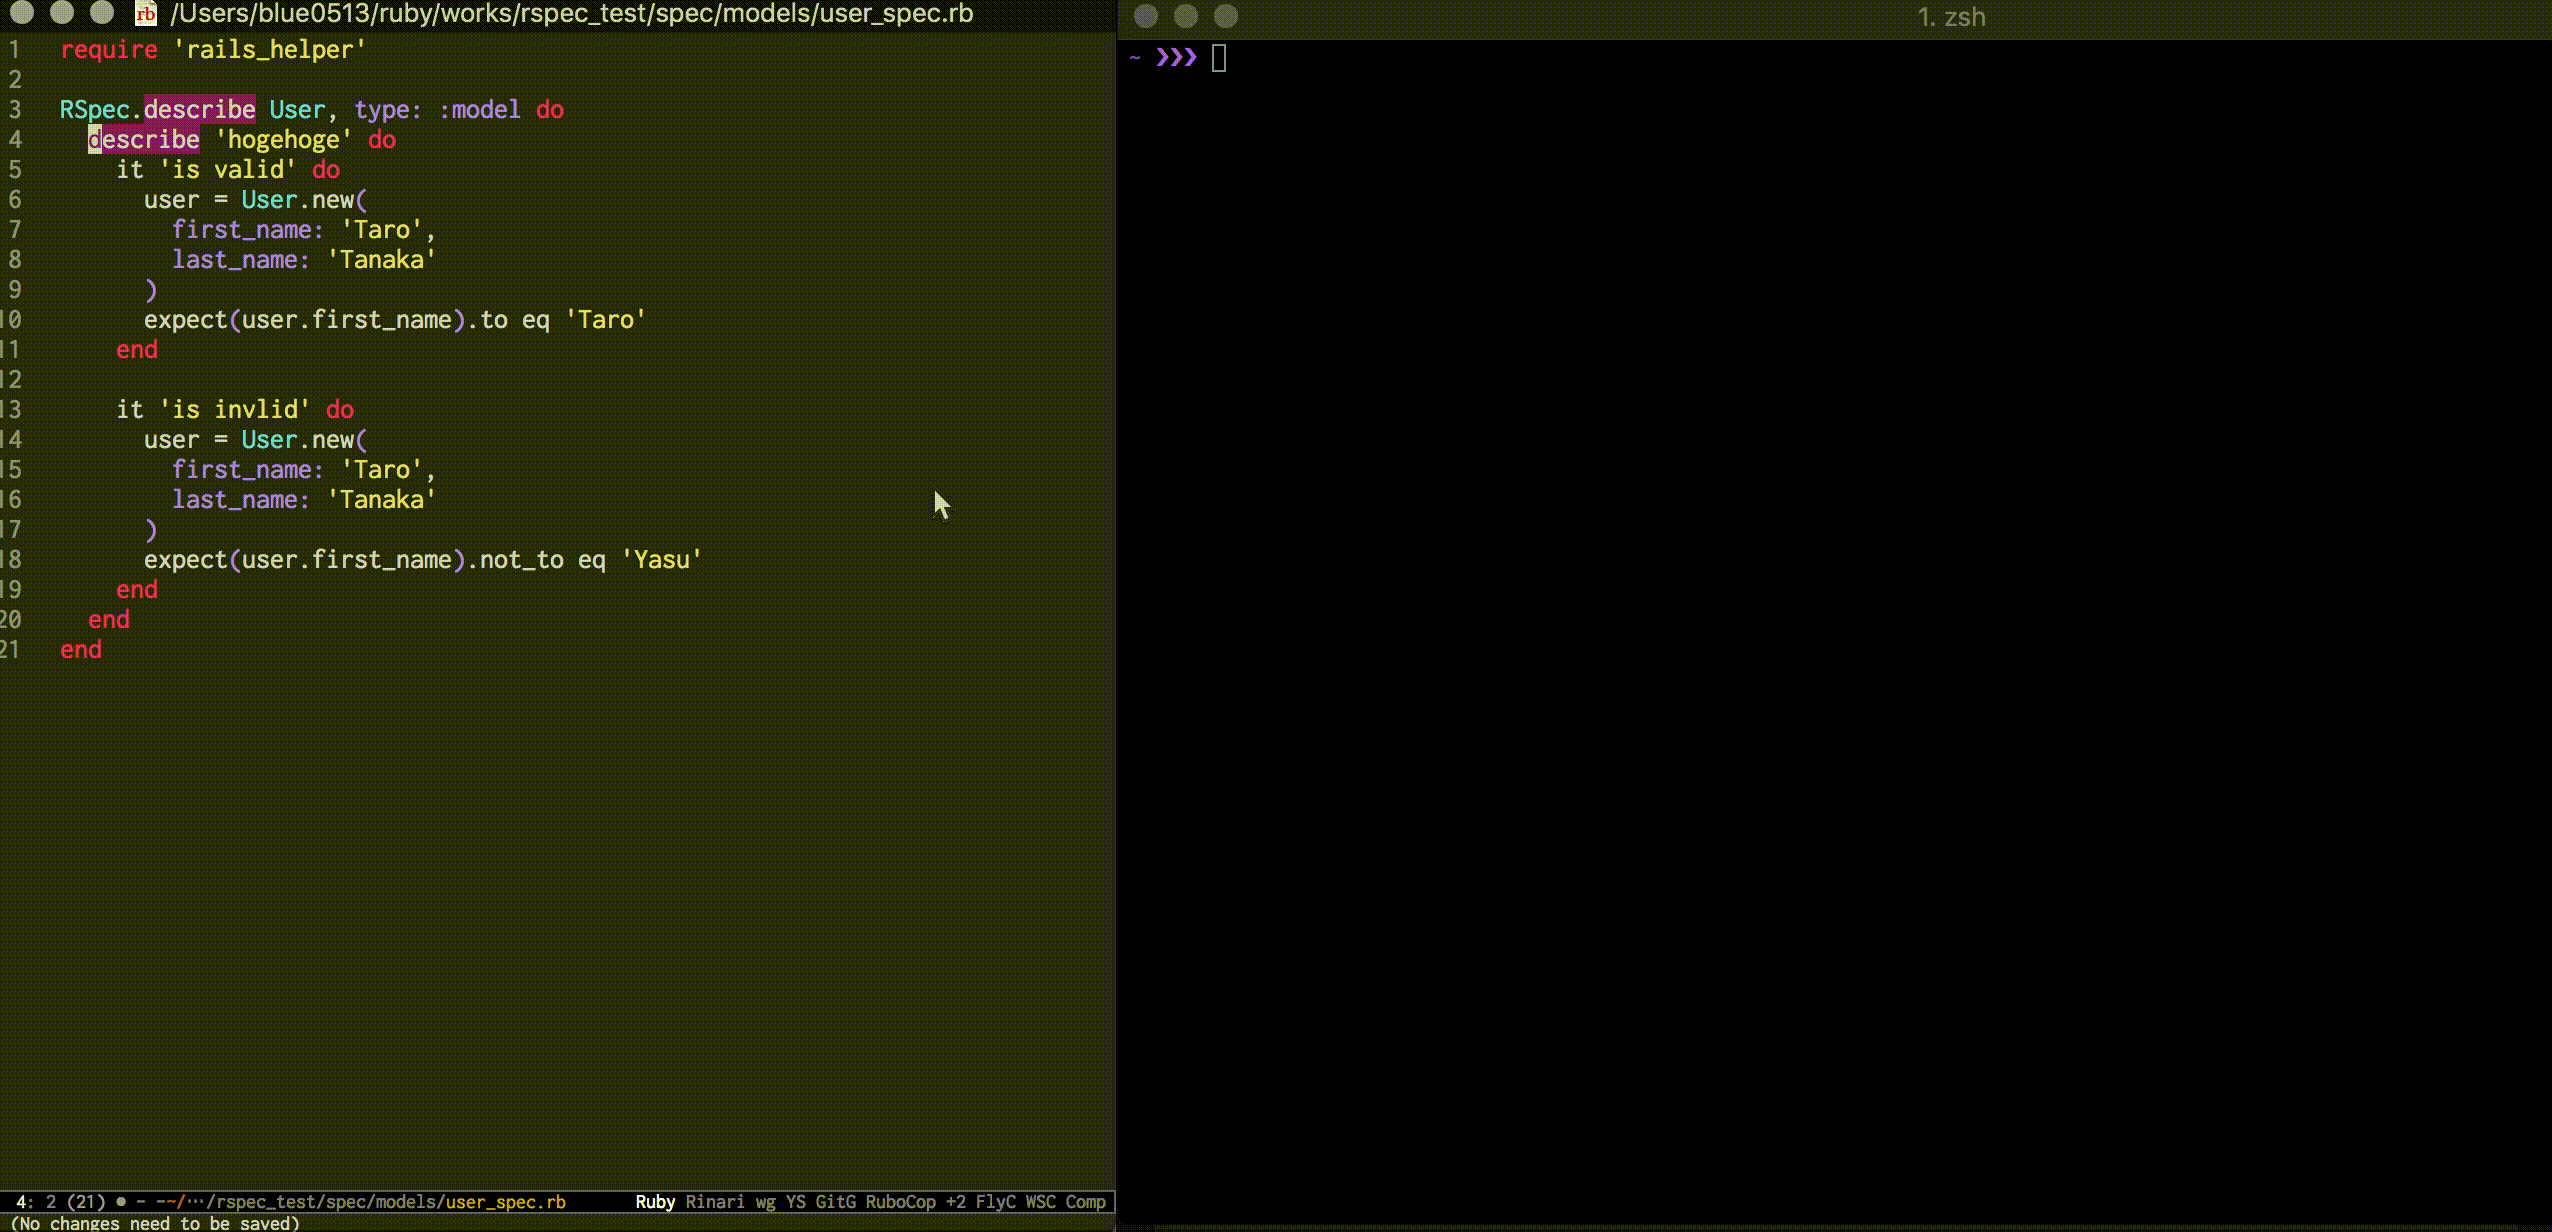 rb /Users/blue0513/ruby/works/rspec_test/spec/models/user_spec.rb
1 require 'rails_helper'
2
3 RSpec.describe User, type: :model do
4   describe 'hogehoge' do
5     it 'is valid' do
6       user = User.new(
7         first_name: 'Taro',
8         last_name: 'Tanaka'
9       )
10       expect(user.first_name).to eq 'Taro'
11     end
12
13     it 'is invlid' do
14       user = User.new(
15         first_name: 'Taro',
16         last_name: 'Tanaka'
17       )
18       expect(user.first_name).not_to eq 'Yasu'
19     end
20   end
21 end
4: 2 (21) ● - -~/⋯/rspec_test/spec/models/user_spec.rb Ruby Rinari wg YS GitG RuboCop +2 FlyC WSC Comp
(No changes need to be saved)
1. zsh
~ ❯❯❯